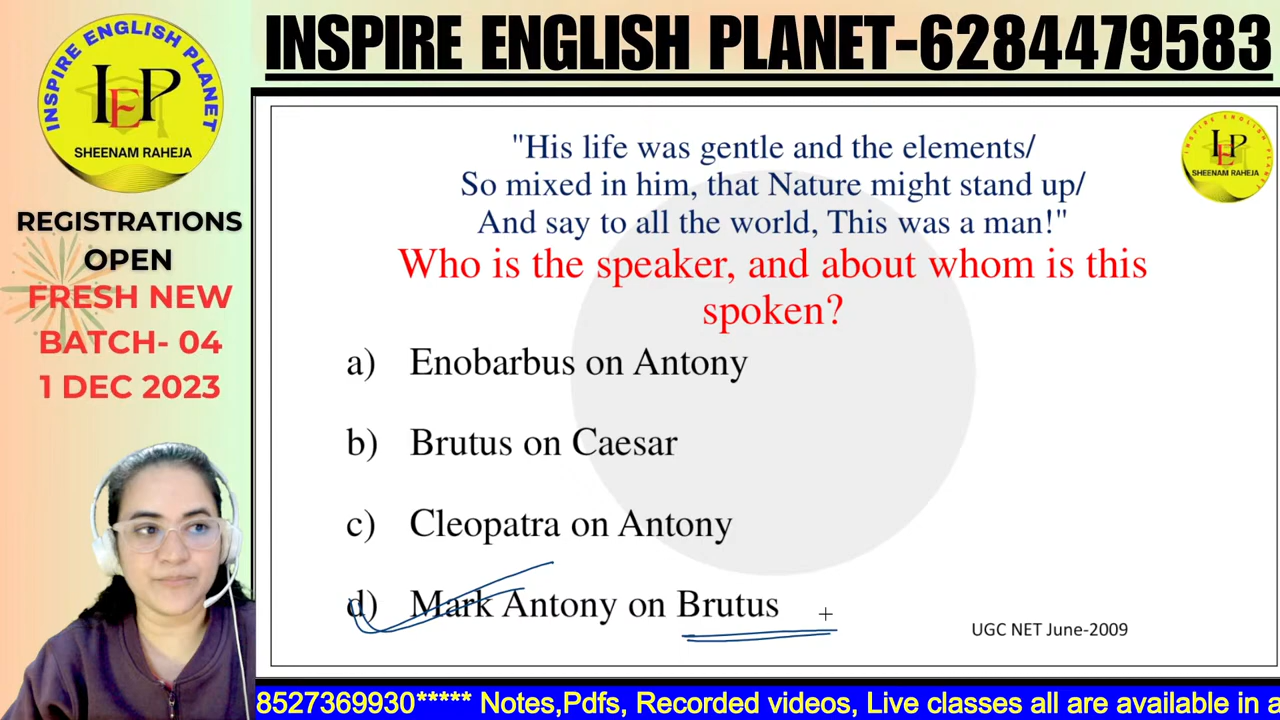 INSPIRE ENGLISH PLANET-6284479583
INSPIRE ENGLISH PLANET
IEP
SHEENAM RAHEJA
REGISTRATIONS
OPEN
FRESH NEW
BATCH- 04
1 DEC 2023
INSPIRE ENGLISH PLANET
IEP
SHEENAM RAHEJA
"His life was gentle and the elements/
So mixed in him, that Nature might stand up/
And say to all the world, This was a man!"
Who is the speaker, and about whom is this
spoken?
a) Enobarbus on Antony
b) Brutus on Caesar
c) Cleopatra on Antony
d) Mark Antony on Brutus
UGC NET June-2009
8527369930***** Notes,Pdfs, Recorded videos, Live classes all are available in a